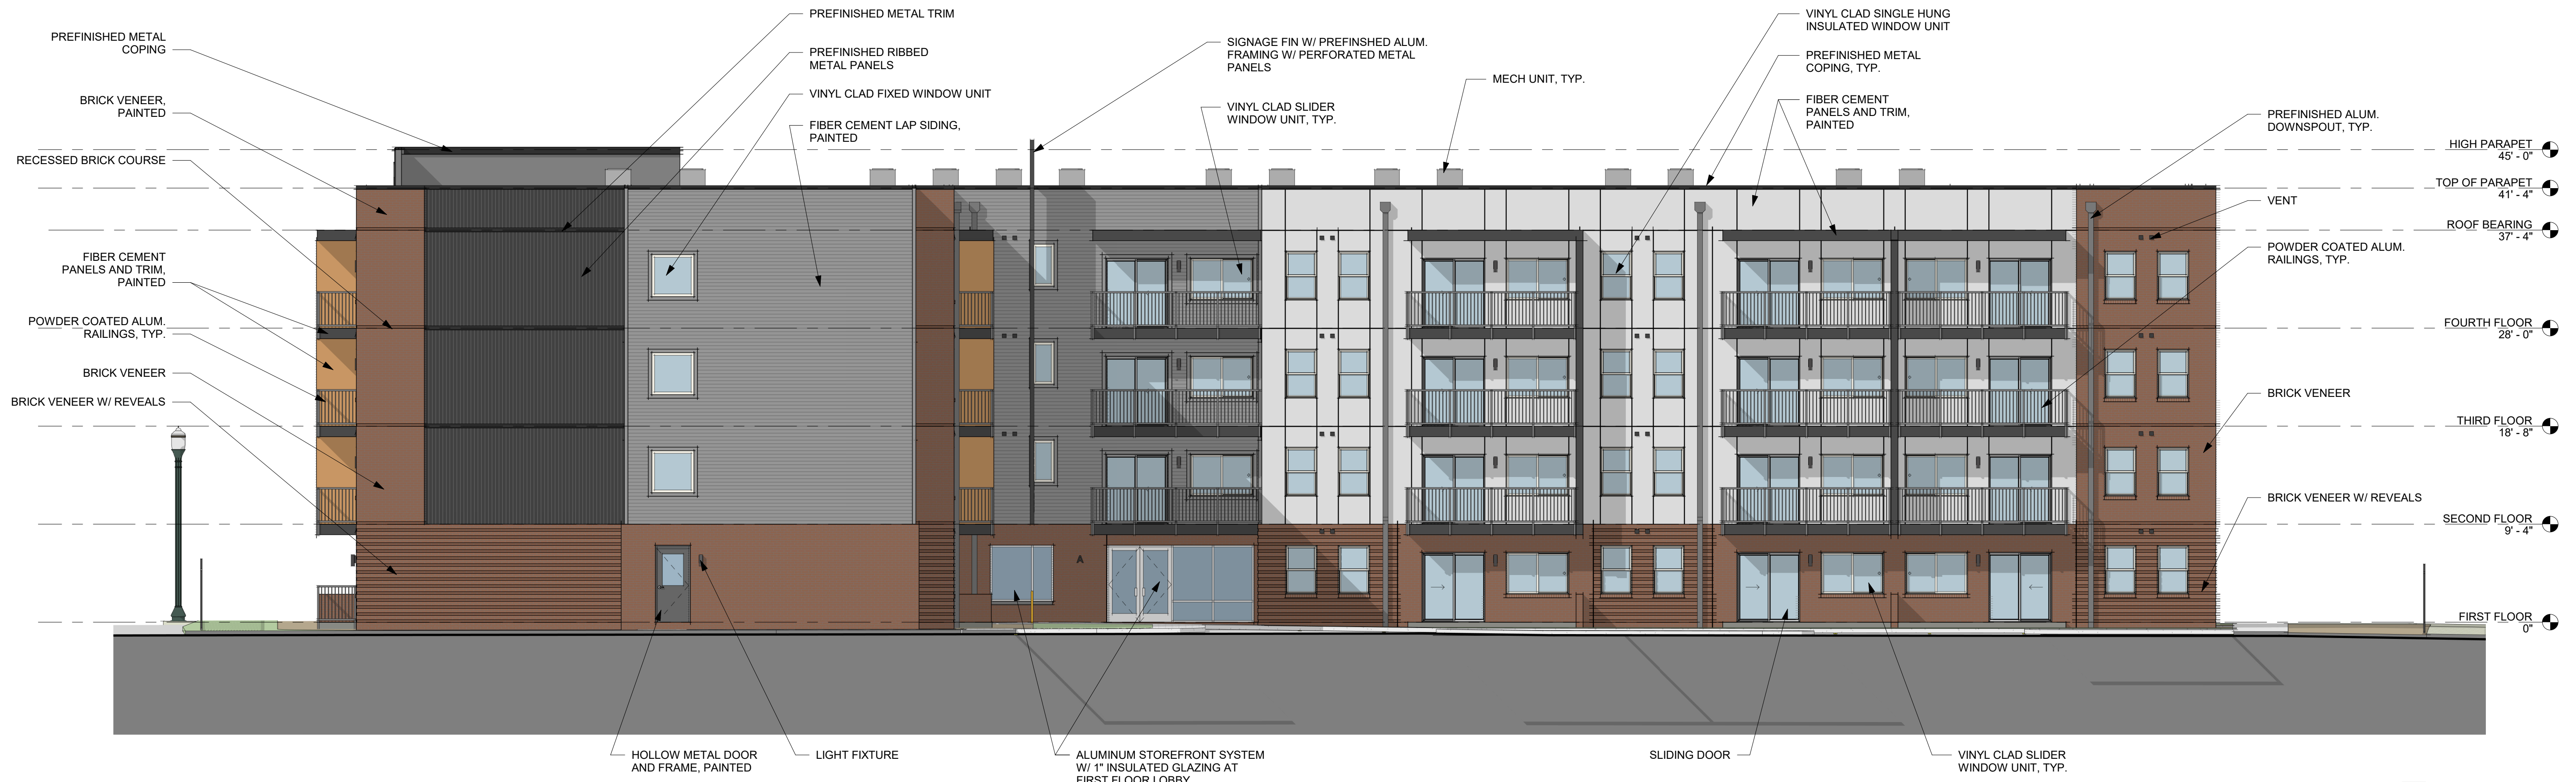 PREFINISHED METAL
COPING
BRICK VENEER,
PAINTED
RECESSED BRICK COURSE
FIBER CEMENT
PANELS AND TRIM,
PAINTED
POWDER COATED ALUM.
RAILINGS, TYP.
BRICK VENEER
BRICK VENEER W/ REVEALS
PREFINISHED METAL TRIM
PREFINISHED RIBBED
METAL PANELS
VINYL CLAD FIXED WINDOW UNIT
FIBER CEMENT LAP SIDING,
PAINTED
SIGNAGE FIN W/ PREFINSHED ALUM.
FRAMING W/ PERFORATED METAL
PANELS
VINYL CLAD SLIDER
WINDOW UNIT, TYP.
MECH UNIT, TYP.
VINYL CLAD SINGLE HUNG
INSULATED WINDOW UNIT
PREFINISHED METAL
COPING, TYP.
FIBER CEMENT
PANELS AND TRIM,
PAINTED
PREFINISHED ALUM.
DOWNSPOUT, TYP.
VENT
POWDER COATED ALUM.
RAILINGS, TYP.
BRICK VENEER
BRICK VENEER W/ REVEALS
HIGH PARAPET
45' - 0"
TOP OF PARAPET
41' - 4"
ROOF BEARING
37' - 4"
FOURTH FLOOR
28' - 0"
THIRD FLOOR
18' - 8"
SECOND FLOOR
9' - 4"
FIRST FLOOR
0"
A
HOLLOW METAL DOOR
AND FRAME, PAINTED
LIGHT FIXTURE
ALUMINUM STOREFRONT SYSTEM
W/ 1" INSULATED GLAZING AT
FIRST FLOOR LOBBY
SLIDING DOOR
VINYL CLAD SLIDER
WINDOW UNIT, TYP.